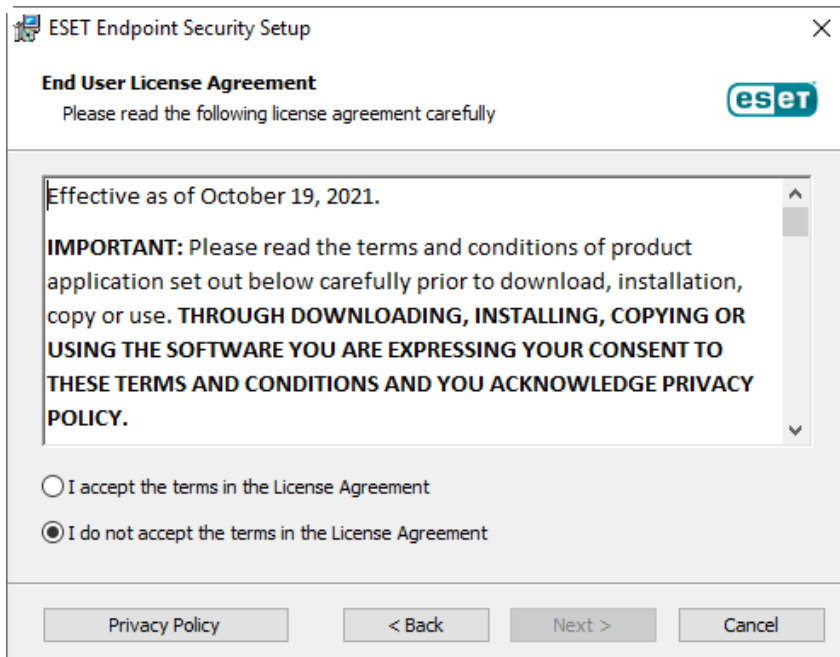 ESET Endpoint Security Setup
End User License Agreement
Please read the following license agreement carefully
eseT
Effective as of October 19, 2021.
IMPORTANT: Please read the terms and conditions of product
application set out below carefully prior to download, installation,
copy or use. THROUGH DOWNLOADING, INSTALLING, COPYING OR
USING THE SOFTWARE YOU ARE EXPRESSING YOUR CONSENT TO
THESE TERMS AND CONDITIONS AND YOU ACKNOWLEDGE PRIVACY
POLICY.
I accept the terms in the License Agreement
I do not accept the terms in the License Agreement
Privacy Policy
< Back
Next >
Cancel